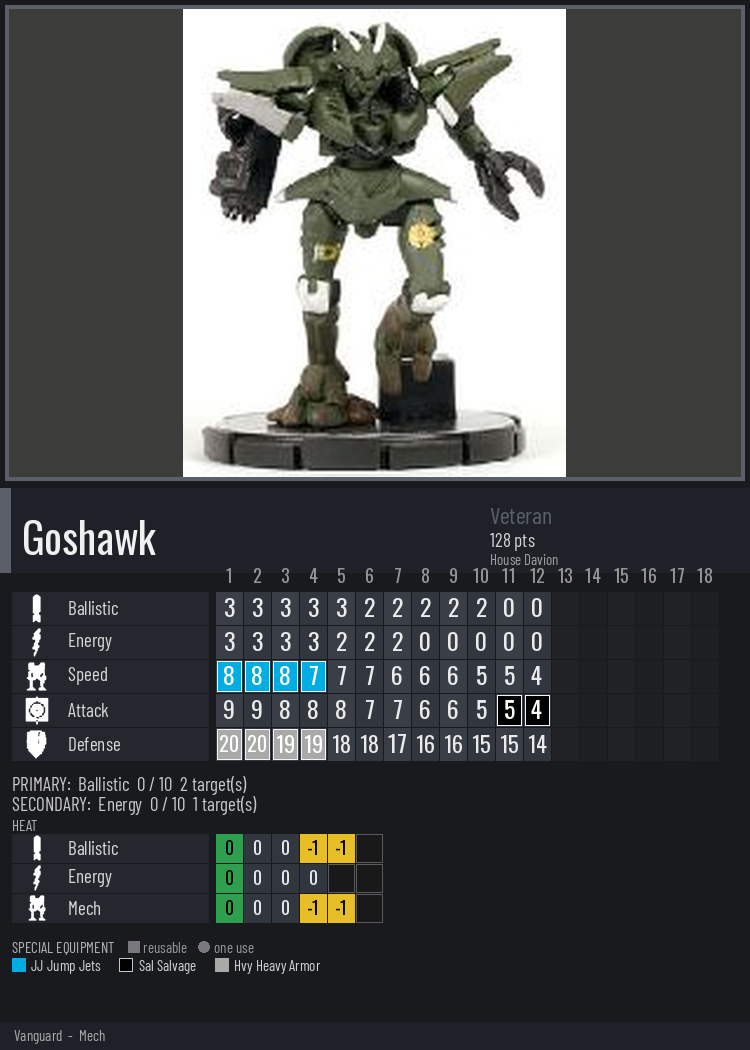 Goshawk
Veteran
128 pts
House Davion
1 2 3 4 5 6 7 8 9 10 11 12 13 14 15 16 17 18
Ballistic 3 3 3 3 3 2 2 2 2 2 0 0
Energy 3 3 3 3 2 2 2 0 0 0 0 0
Speed 8 8 8 7 7 7 6 6 6 5 5 4
Attack 9 9 8 8 8 7 7 6 6 5 5 4
Defense 20 20 19 19 18 18 17 16 16 15 15 14
PRIMARY: Ballistic 0 / 10 2 target(s)
SECONDARY: Energy 0 / 10 1 target(s)
HEAT
Ballistic 0 0 0 -1 -1
Energy 0 0 0 0
Mech 0 0 0 -1 -1
SPECIAL EQUIPMENT reusable one use
JJ Jump Jets Sal Salvage Hvy Heavy Armor
Vanguard - Mech